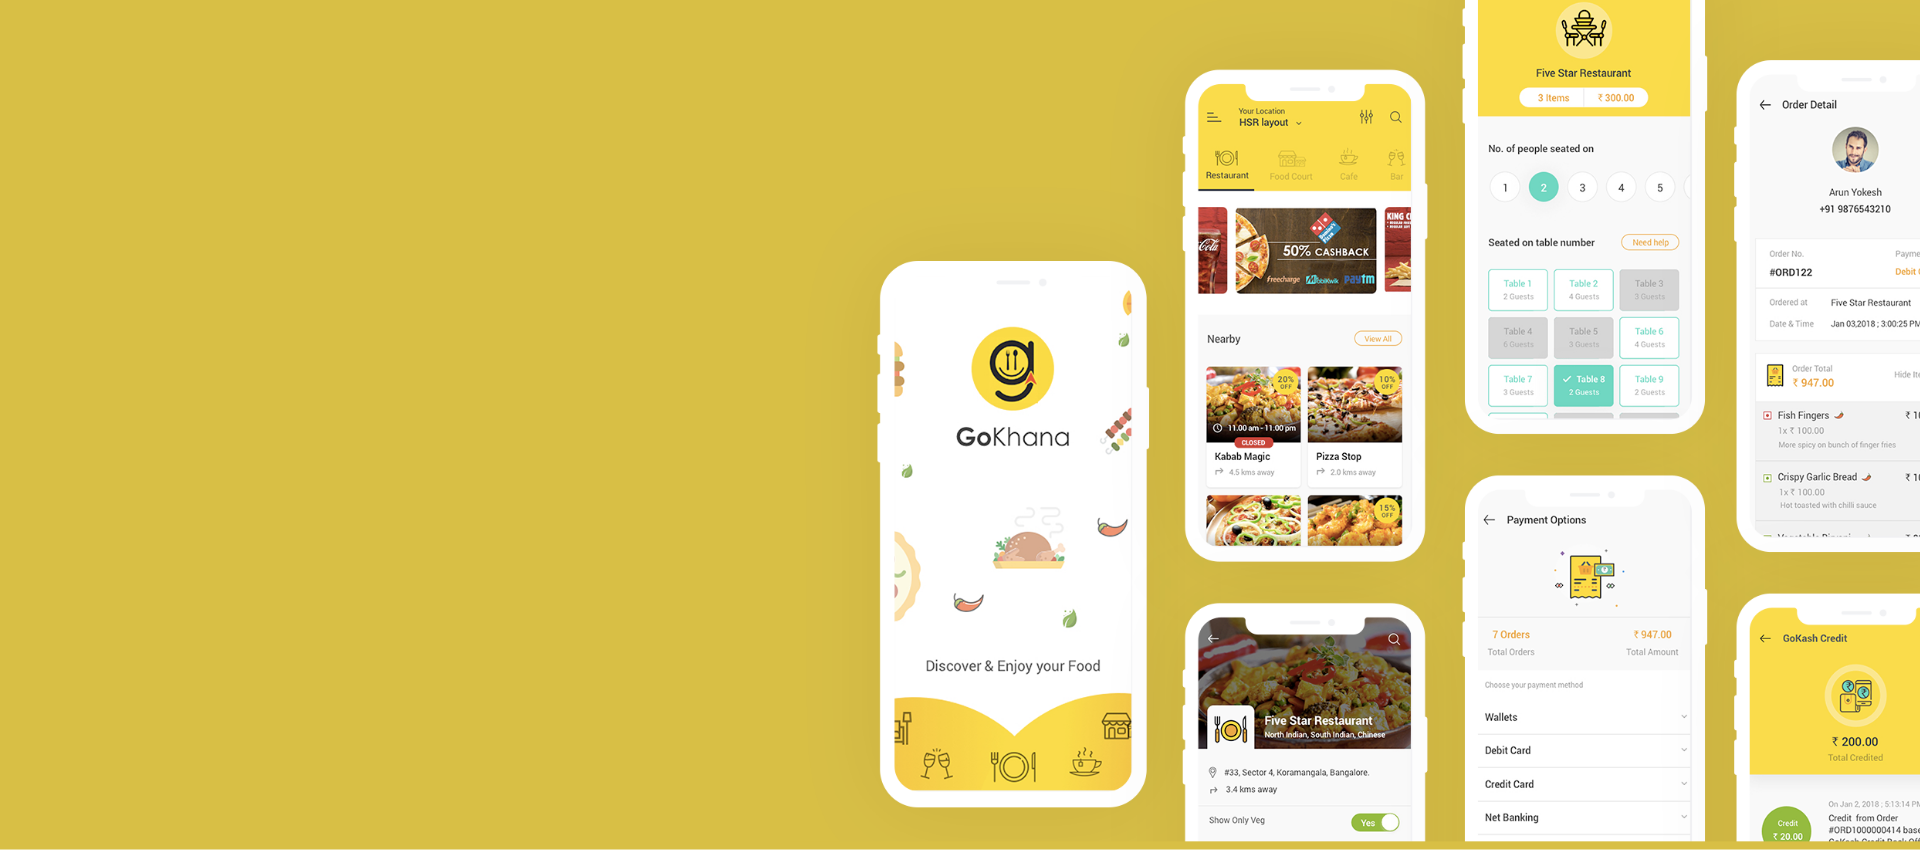 GoKhana
Discover & Enjoy your Food
Your Location
HSR layout
Restaurant
Food Court
Cafe
Bar
Cola
Domino's Pizza
50% CASHBACK
freecharge MobiKwik paytm
KING
Nearby
View All
20% OFF
11.00 am - 11:00 pm
CLOSED
Kabab Magic
4.5 kms away
10% OFF
Pizza Stop
2.0 kms away
15% OFF
Five Star Restaurant
North Indian, South Indian, Chinese
#33, Sector 4, Koramangala, Bangalore.
3.4 kms away
Show Only Veg
Yes
Five Star Restaurant
3 Items
₹ 300.00
No. of people seated on
1 2 3 4 5
Seated on table number
Need help
Table 1
2 Guests
Table 2
4 Guests
Table 3
3 Guests
Table 4
6 Guests
Table 5
3 Guests
Table 6
4 Guests
Table 7
3 Guests
Table 8
2 Guests
Table 9
2 Guests
Payment Options
7 Orders
Total Orders
₹ 947.00
Total Amount
Choose your payment method
Wallets
Debit Card
Credit Card
Net Banking
Order Detail
Arun Yokesh
+91 9876543210
Order No.
#ORD122
Debit
Ordered at
Five Star Restaurant
Date & Time
Jan 03,2018 ; 3:00:25 PM
Order Total
₹ 947.00
Hide
Fish Fingers
1x ₹ 100.00
More spicy on bunch of finger fries
Crispy Garlic Bread
1x ₹ 100.00
Hot toasted with chilli sauce
GoKash Credit
₹ 200.00
Total Credited
Credit
₹ 20.00
On Jan 2, 2018 ; 5:13:14 PM
Credit from Order
#ORD1000000414